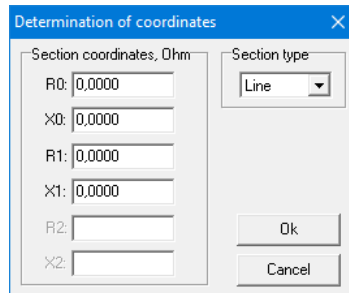 Determination of coordinates
Section coordinates, Ohm
R0: 0,0000
X0: 0,0000
R1: 0,0000
X1: 0,0000
R2:
X2:
Section type
Line
Ok
Cancel